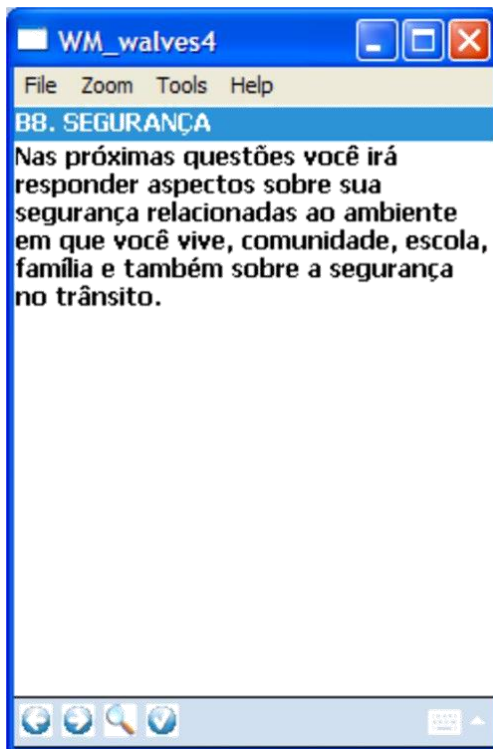 WM_walves4
File Zoom Tools Help
B8. SEGURANÇA
Nas próximas questões você irá
responder aspectos sobre sua
segurança relacionadas ao ambiente
em que você vive, comunidade, escola,
família e também sobre a segurança
no trânsito.